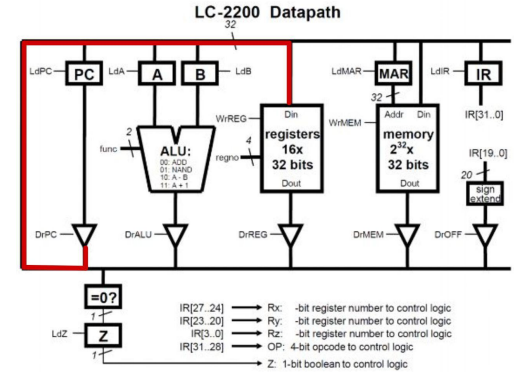 LC-2200 Datapath
32
LdPC
PC
LdA
A
B
LdB
LdMAR
MAR
LdIR
IR
32
IR[31..0]
WrREG
Din
registers
16x
32 bits
Dout
WrMEM
Addr Din
memory
2³²x
32 bits
Dout
2
func
ALU:
00: ADD
01: NAND
10: A - B
11: A + 1
4
regno
IR[19..0]
20
sign
extend
DrPC
DrALU
DrREG
DrMEM
DrOFF
=0?
1
LdZ
Z
1
IR[27..24] Rx: -bit register number to control logic
IR[23..20] Ry: -bit register number to control logic
IR[3..0] Rz: -bit register number to control logic
IR[31..28] OP: 4-bit opcode to control logic
Z: 1-bit boolean to control logic